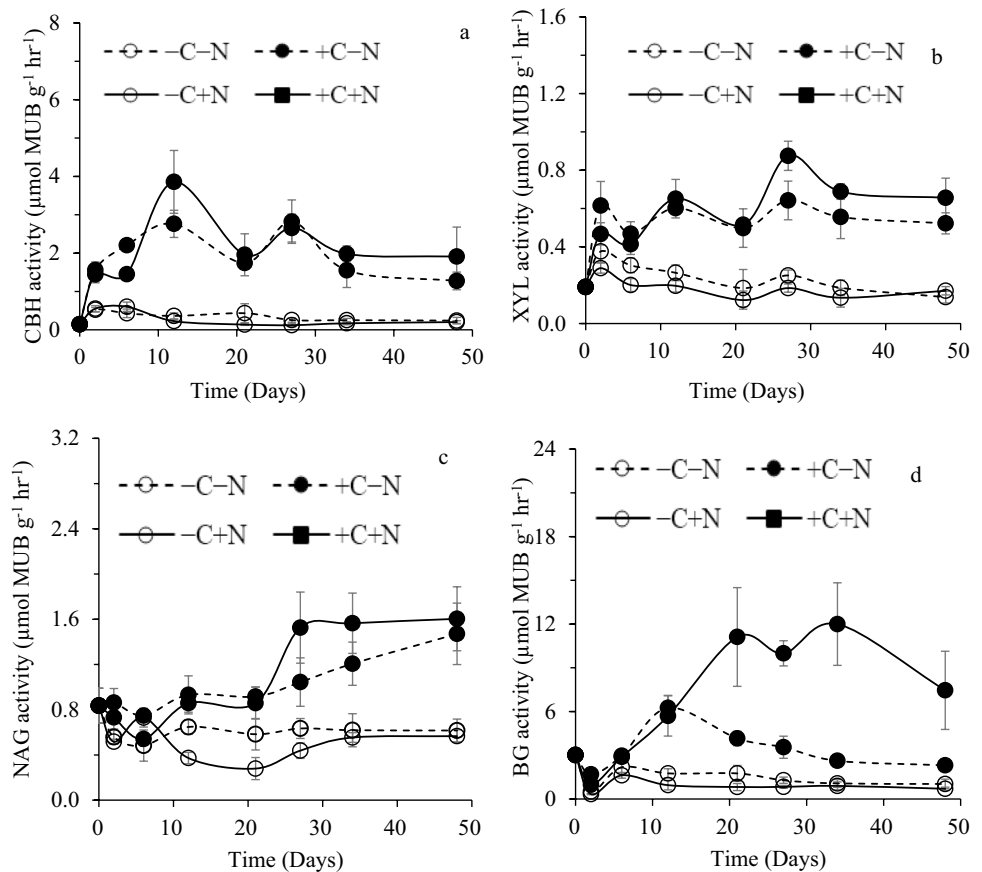 a
−C−N +C−N
−C+N +C+N
8
6
4
2
0
0 10 20 30 40 50
CBH activity (µmol MUB g⁻¹ hr⁻¹)
Time (Days)
b
−C−N +C−N
−C+N +C+N
1.6
1.2
0.8
0.4
0.0
0 10 20 30 40 50
XYL activity (µmol MUB g⁻¹ hr⁻¹)
Time (Days)
c
−C−N +C−N
−C+N +C+N
3.2
2.4
1.6
0.8
0.0
0 10 20 30 40 50
NAG activity (µmol MUB g⁻¹ hr⁻¹)
Time (Days)
d
−C−N +C−N
−C+N +C+N
24
18
12
6
0
0 10 20 30 40 50
BG activity (µmol MUB g⁻¹ hr⁻¹)
Time (Days)